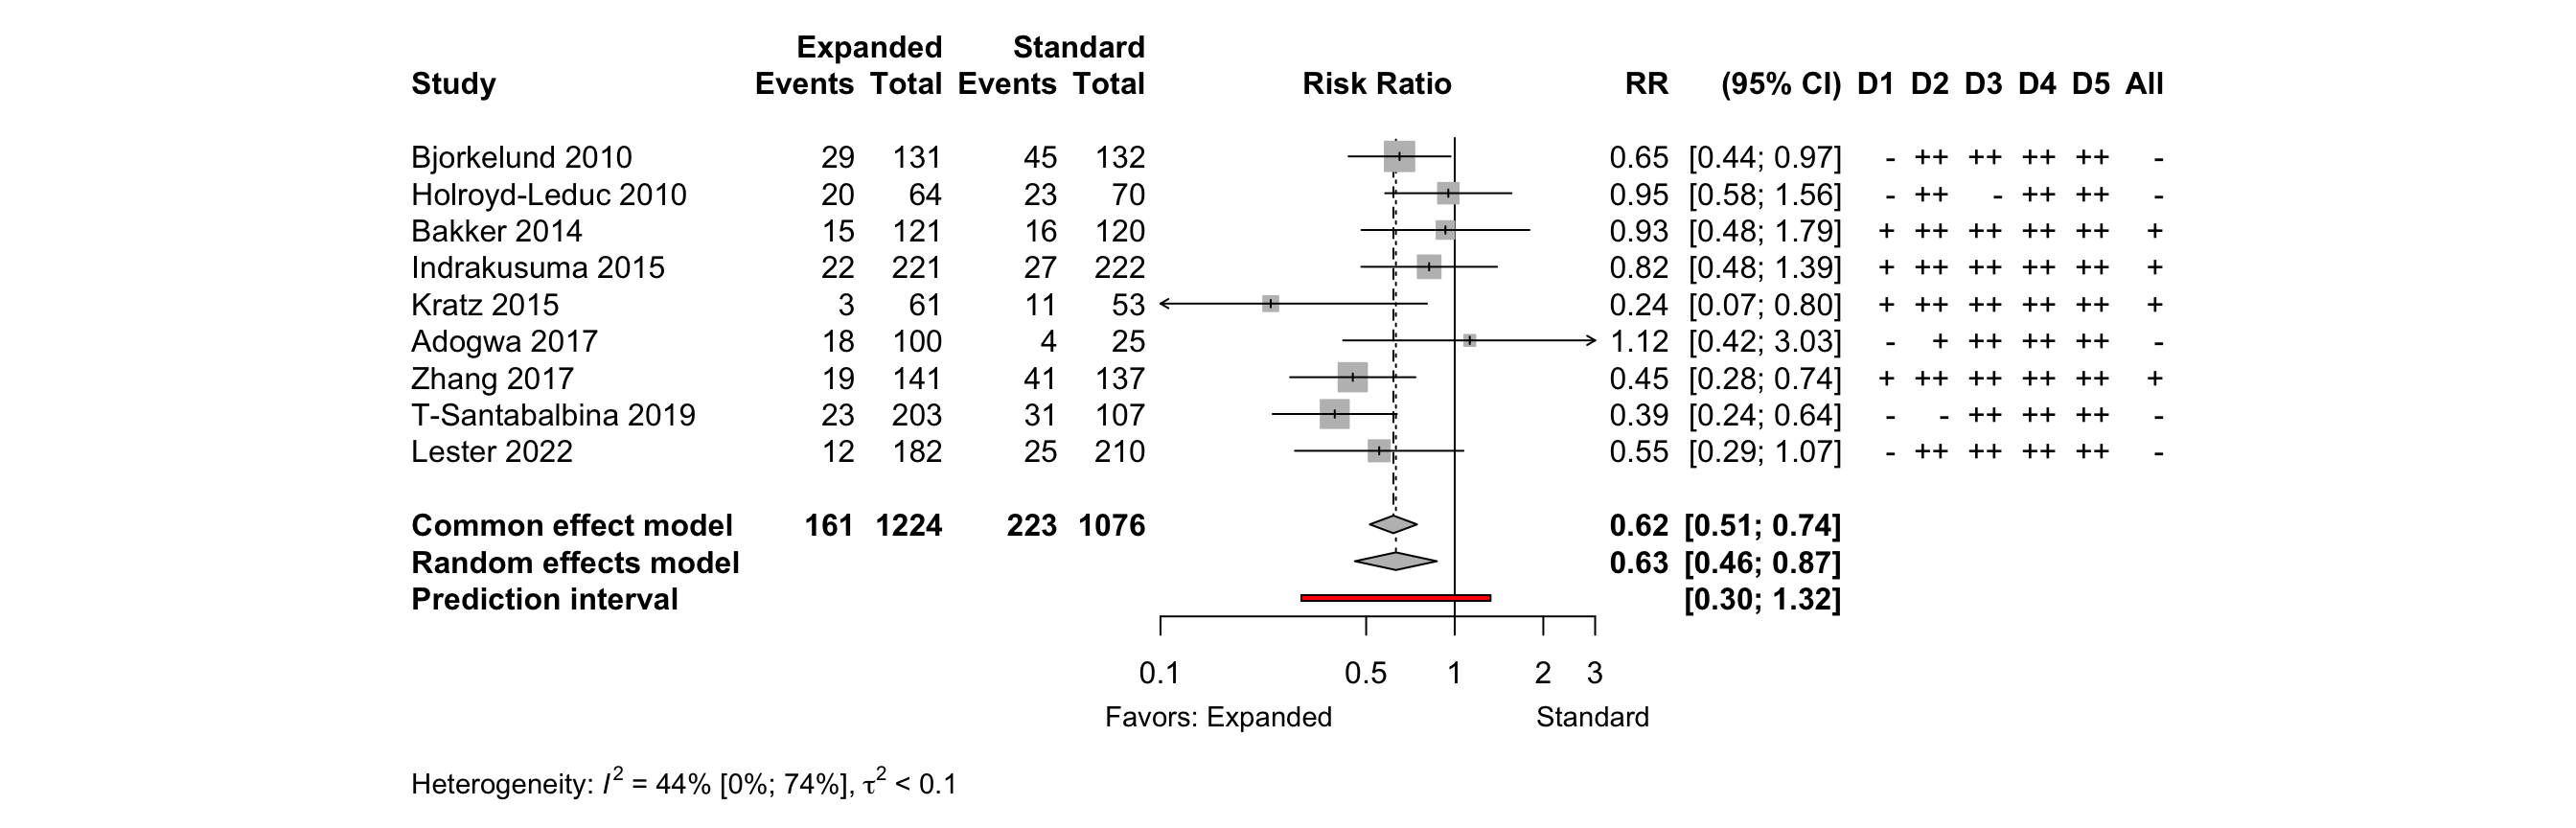 Expanded Standard
Study Events Total Events Total Risk Ratio RR (95% CI) D1 D2 D3 D4 D5 All
Bjorkelund 2010 29 131 45 132 0.65 [0.44; 0.97] - ++ ++ ++ ++ -
Holroyd-Leduc 2010 20 64 23 70 0.95 [0.58; 1.56] - ++ - ++ ++ -
Bakker 2014 15 121 16 120 0.93 [0.48; 1.79] + ++ ++ ++ ++ +
Indrakusuma 2015 22 221 27 222 0.82 [0.48; 1.39] + ++ ++ ++ ++ +
Kratz 2015 3 61 11 53 0.24 [0.07; 0.80] + ++ ++ ++ ++ +
Adogwa 2017 18 100 4 25 1.12 [0.42; 3.03] - + ++ ++ ++ -
Zhang 2017 19 141 41 137 0.45 [0.28; 0.74] + ++ ++ ++ ++ +
T-Santabalbina 2019 23 203 31 107 0.39 [0.24; 0.64] - - ++ ++ ++ -
Lester 2022 12 182 25 210 0.55 [0.29; 1.07] - ++ ++ ++ ++ -
Common effect model 161 1224 223 1076 0.62 [0.51; 0.74]
Random effects model 0.63 [0.46; 0.87]
Prediction interval [0.30; 1.32]
0.1 0.5 1 2 3
Favors: Expanded Standard
Heterogeneity: I² = 44% [0%; 74%], τ² < 0.1